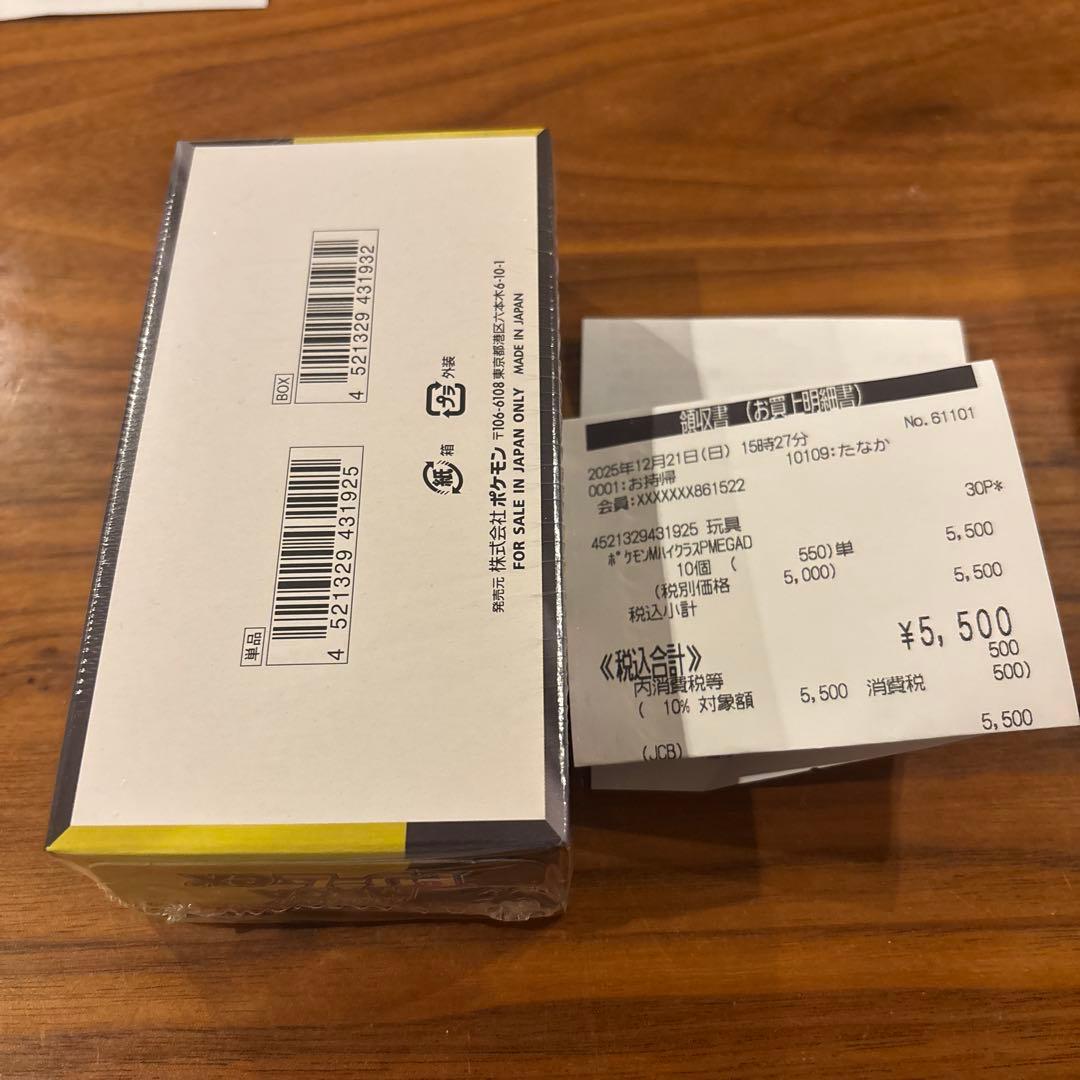 BOX
4 521329 431932
単品
4 521329 431925
プラ 外装
紙 箱
発売元 株式会社 ポケモン 〒106-6108 東京都港区六本木6-10-1
FOR SALE IN JAPAN ONLY MADE IN JAPAN
領収書 (お買上明細書)
No.61101
2025年12月21日(日) 15時27分
0001:お持帰 10109:たなか
会員:XXXXXXX861522
30P*
4521329431925 玩具
ポケモンMハイクラスPMEGAD 5,500
10個 ( 550)単
(税別価格 5,000)
税込小計 5,500
《税込合計》 ¥5,500
内消費税等 500
( 10% 対象額 5,500 消費税 500)
(JCB) 5,500